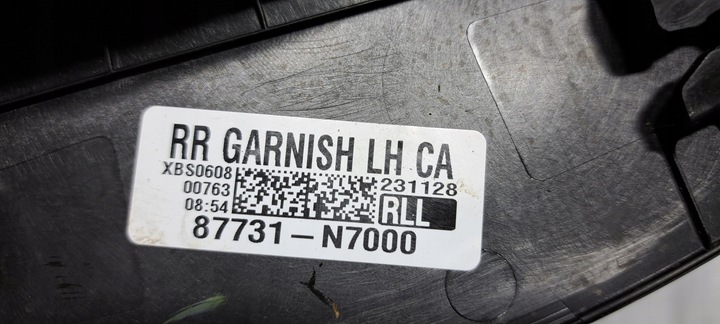 RR GARNISH LH CA
XBS0608
00763 231128
08:54 RLL
87731-N7000